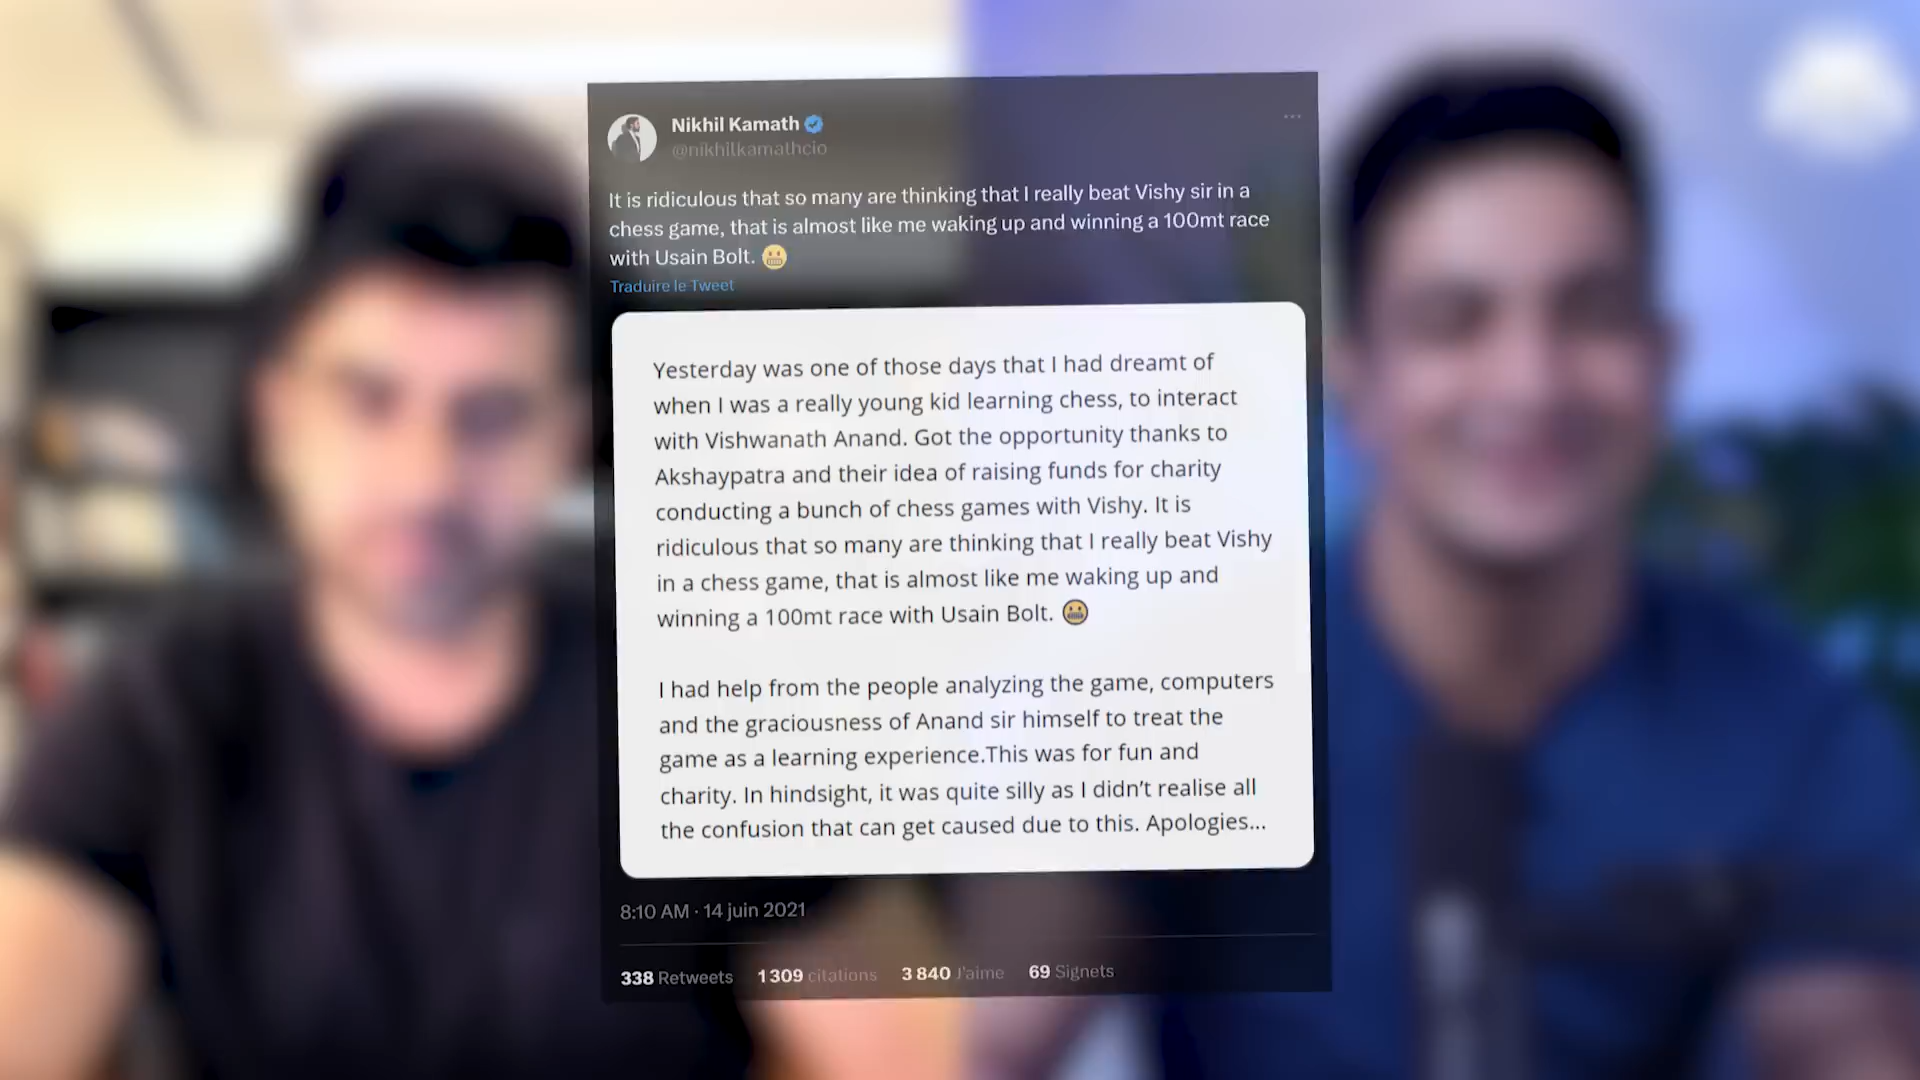 Nikhil Kamath
@nikhilkamathcio
It is ridiculous that so many are thinking that I really beat Vishy sir in a
chess game, that is almost like me waking up and winning a 100mt race
with Usain Bolt. 😬
Traduire le Tweet
Yesterday was one of those days that I had dreamt of
when I was a really young kid learning chess, to interact
with Vishwanath Anand. Got the opportunity thanks to
Akshaypatra and their idea of raising funds for charity
conducting a bunch of chess games with Vishy. It is
ridiculous that so many are thinking that I really beat Vishy
in a chess game, that is almost like me waking up and
winning a 100mt race with Usain Bolt. 😬
I had help from the people analyzing the game, computers
and the graciousness of Anand sir himself to treat the
game as a learning experience.This was for fun and
charity. In hindsight, it was quite silly as I didn't realise all
the confusion that can get caused due to this. Apologies...
8:10 AM · 14 juin 2021
338 Retweets 1 309 citations 3 840 J'aime 69 Signets